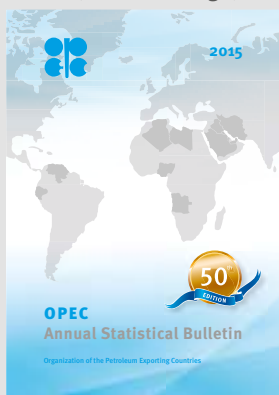 2015
50th
EDITION
OPEC
Annual Statistical Bulletin
Organization of the Petroleum Exporting Countries